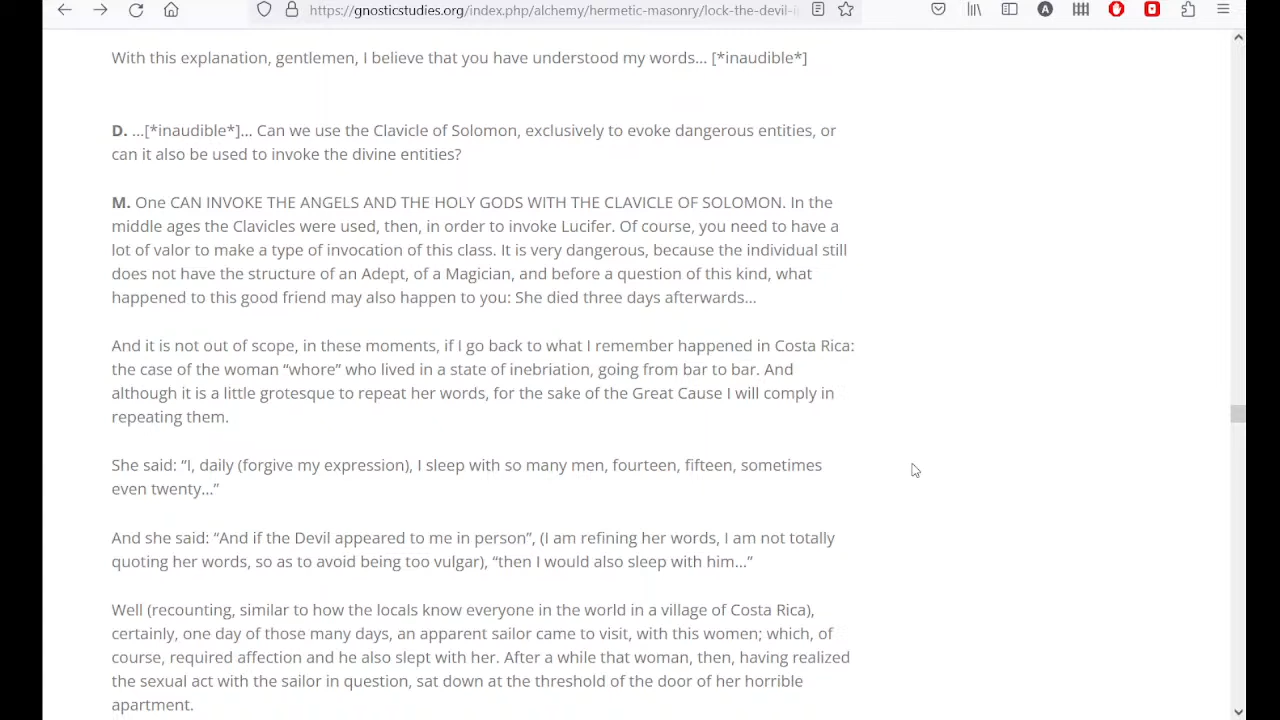 https://gnosticstudies.org/index.php/alchemy/hermetic-masonry/lock-the-devil-i
With this explanation, gentlemen, I believe that you have understood my words... [*inaudible*]
D. ...[*inaudible*]... Can we use the Clavicle of Solomon, exclusively to evoke dangerous entities, or
can it also be used to invoke the divine entities?
M. One CAN INVOKE THE ANGELS AND THE HOLY GODS WITH THE CLAVICLE OF SOLOMON. In the
middle ages the Clavicles were used, then, in order to invoke Lucifer. Of course, you need to have a
lot of valor to make a type of invocation of this class. It is very dangerous, because the individual still
does not have the structure of an Adept, of a Magician, and before a question of this kind, what
happened to this good friend may also happen to you: She died three days afterwards...
And it is not out of scope, in these moments, if I go back to what I remember happened in Costa Rica:
the case of the woman “whore” who lived in a state of inebriation, going from bar to bar. And
although it is a little grotesque to repeat her words, for the sake of the Great Cause I will comply in
repeating them.
She said: “I, daily (forgive my expression), I sleep with so many men, fourteen, fifteen, sometimes
even twenty...”
And she said: “And if the Devil appeared to me in person”, (I am refining her words, I am not totally
quoting her words, so as to avoid being too vulgar), “then I would also sleep with him...”
Well (recounting, similar to how the locals know everyone in the world in a village of Costa Rica),
certainly, one day of those many days, an apparent sailor came to visit, with this women; which, of
course, required affection and he also slept with her. After a while that woman, then, having realized
the sexual act with the sailor in question, sat down at the threshold of the door of her horrible
apartment.